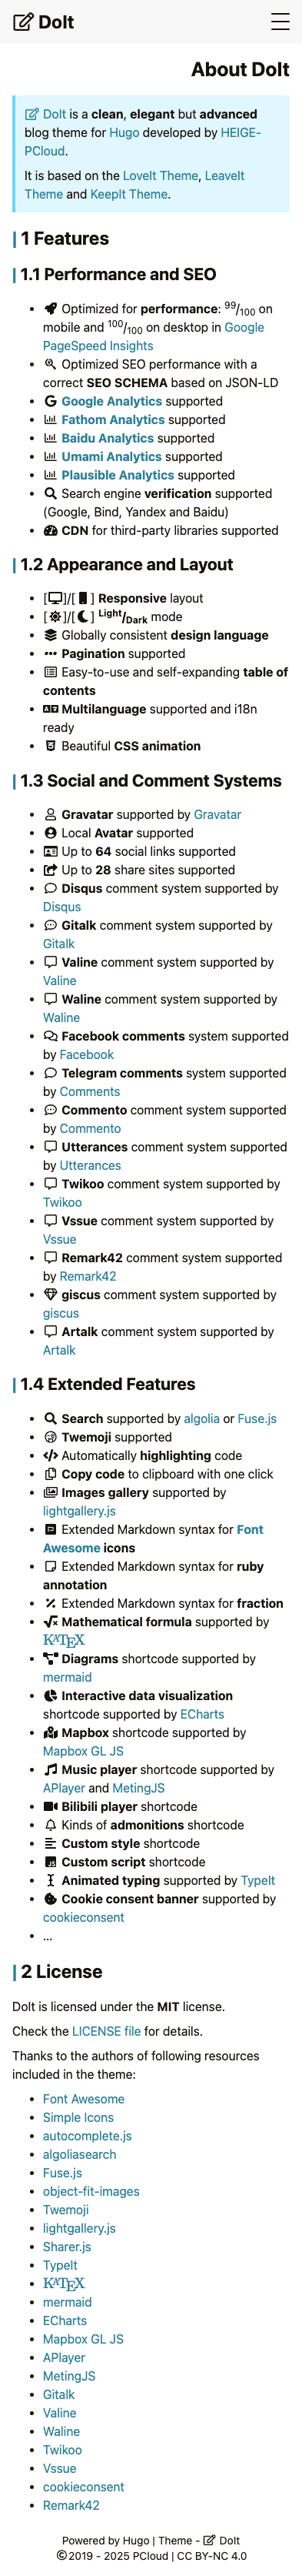 DoIt
About DoIt
DoIt is a clean, elegant but advanced
blog theme for Hugo developed by HEIGE-
PCloud.
It is based on the LoveIt Theme, LeaveIt
Theme and KeepIt Theme.
1 Features
1.1 Performance and SEO
Optimized for performance: 99/100 on
mobile and 100/100 on desktop in Google
PageSpeed Insights
Optimized SEO performance with a
correct SEO SCHEMA based on JSON-LD
Google Analytics supported
Fathom Analytics supported
Baidu Analytics supported
Umami Analytics supported
Plausible Analytics supported
Search engine verification supported
(Google, Bind, Yandex and Baidu)
CDN for third-party libraries supported
1.2 Appearance and Layout
[]/[] Responsive layout
[]/[] Light/Dark mode
Globally consistent design language
Pagination supported
Easy-to-use and self-expanding table of
contents
Multilanguage supported and i18n
ready
Beautiful CSS animation
1.3 Social and Comment Systems
Gravatar supported by Gravatar
Local Avatar supported
Up to 64 social links supported
Up to 28 share sites supported
Disqus comment system supported by
Disqus
Gitalk comment system supported by
Gitalk
Valine comment system supported by
Valine
Waline comment system supported by
Waline
Facebook comments system supported
by Facebook
Telegram comments system supported
by Comments
Commento comment system supported
by Commento
Utterances comment system supported
by Utterances
Twikoo comment system supported by
Twikoo
Vssue comment system supported by
Vssue
Remark42 comment system supported
by Remark42
giscus comment system supported by
giscus
Artalk comment system supported by
Artalk
1.4 Extended Features
Search supported by algolia or Fuse.js
Twemoji supported
Automatically highlighting code
Copy code to clipboard with one click
Images gallery supported by
lightgallery.js
Extended Markdown syntax for Font
Awesome icons
Extended Markdown syntax for ruby
annotation
Extended Markdown syntax for fraction
Mathematical formula supported by
KATEX
Diagrams shortcode supported by
mermaid
Interactive data visualization
shortcode supported by ECharts
Mapbox shortcode supported by
Mapbox GL JS
Music player shortcode supported by
APlayer and MetingJS
Bilibili player shortcode
Kinds of admonitions shortcode
Custom style shortcode
Custom script shortcode
Animated typing supported by TypeIt
Cookie consent banner supported by
cookieconsent
...
2 License
DoIt is licensed under the MIT license.
Check the LICENSE file for details.
Thanks to the authors of following resources
included in the theme:
Font Awesome
Simple Icons
autocomplete.js
algoliasearch
Fuse.js
object-fit-images
Twemoji
lightgallery.js
Sharer.js
TypeIt
KATEX
mermaid
ECharts
Mapbox GL JS
APlayer
MetingJS
Gitalk
Valine
Waline
Twikoo
Vssue
cookieconsent
Remark42
Powered by Hugo | Theme - DoIt
©2019 - 2025 PCloud | CC BY-NC 4.0